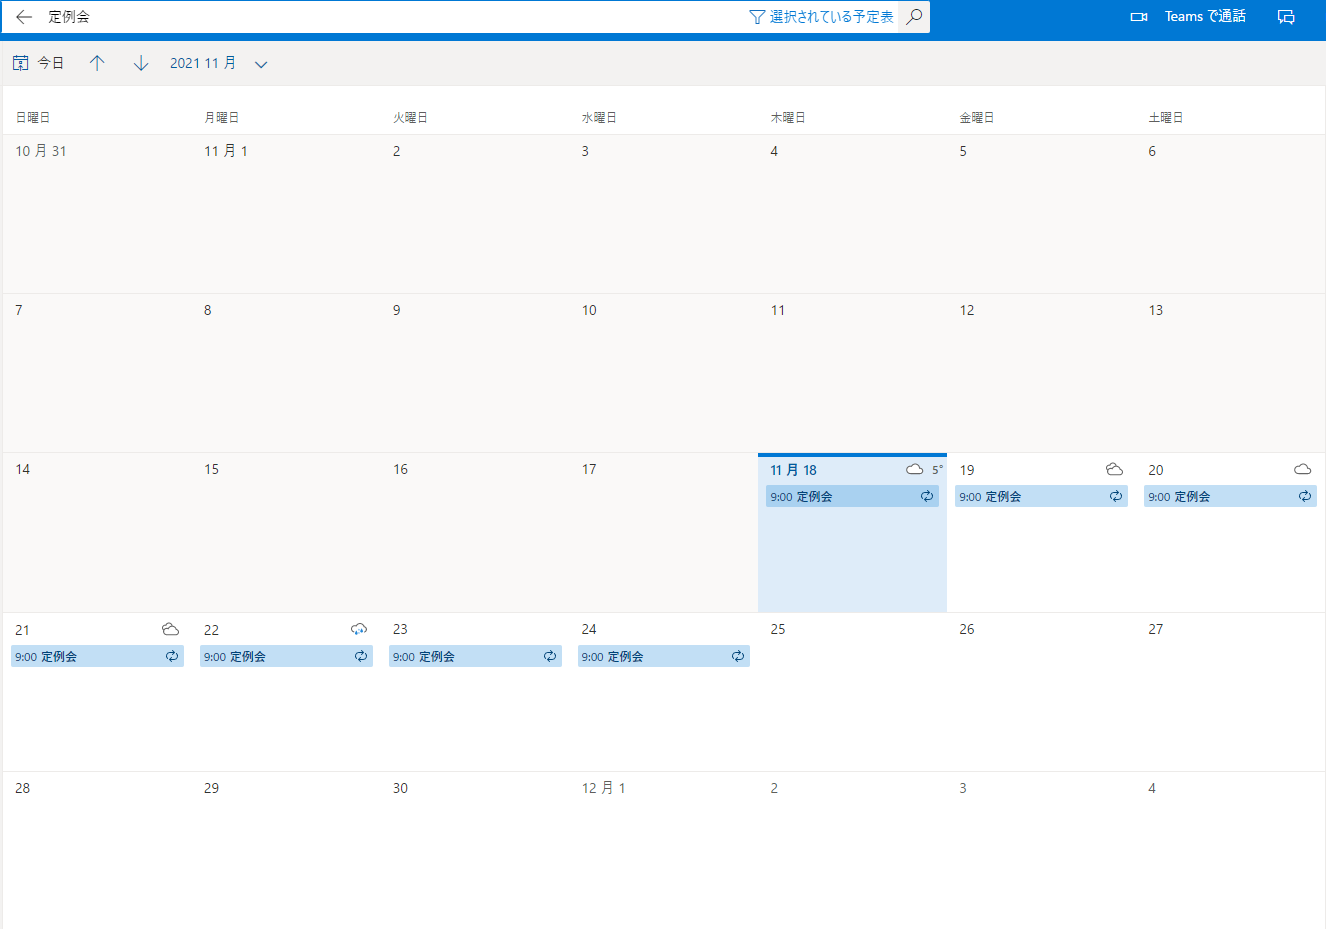 定例会 選択されている予定表 Teams で通話
今日 2021 11 月
日曜日 月曜日 火曜日 水曜日 木曜日 金曜日 土曜日
10 月 31 11 月 1 2 3 4 5 6
7 8 9 10 11 12 13
14 15 16 17 11 月 18 5° 19 20
9:00 定例会 9:00 定例会 9:00 定例会
21 22 23 24 25 26 27
9:00 定例会 9:00 定例会 9:00 定例会 9:00 定例会
28 29 30 12 月 1 2 3 4